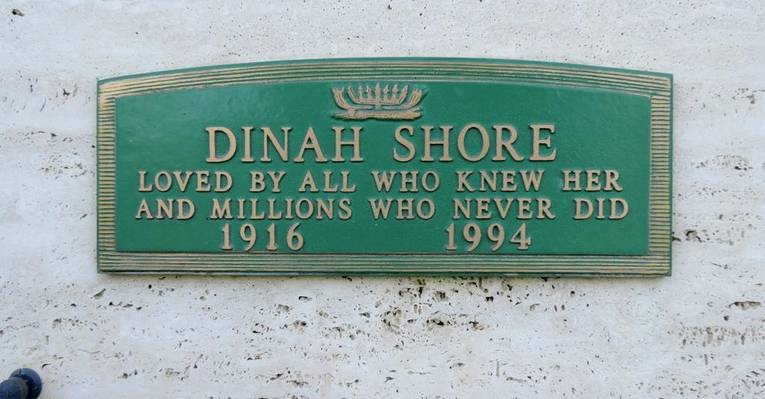 DINAH SHORE
LOVED BY ALL WHO KNEW HER
AND MILLIONS WHO NEVER DID
1916 1994